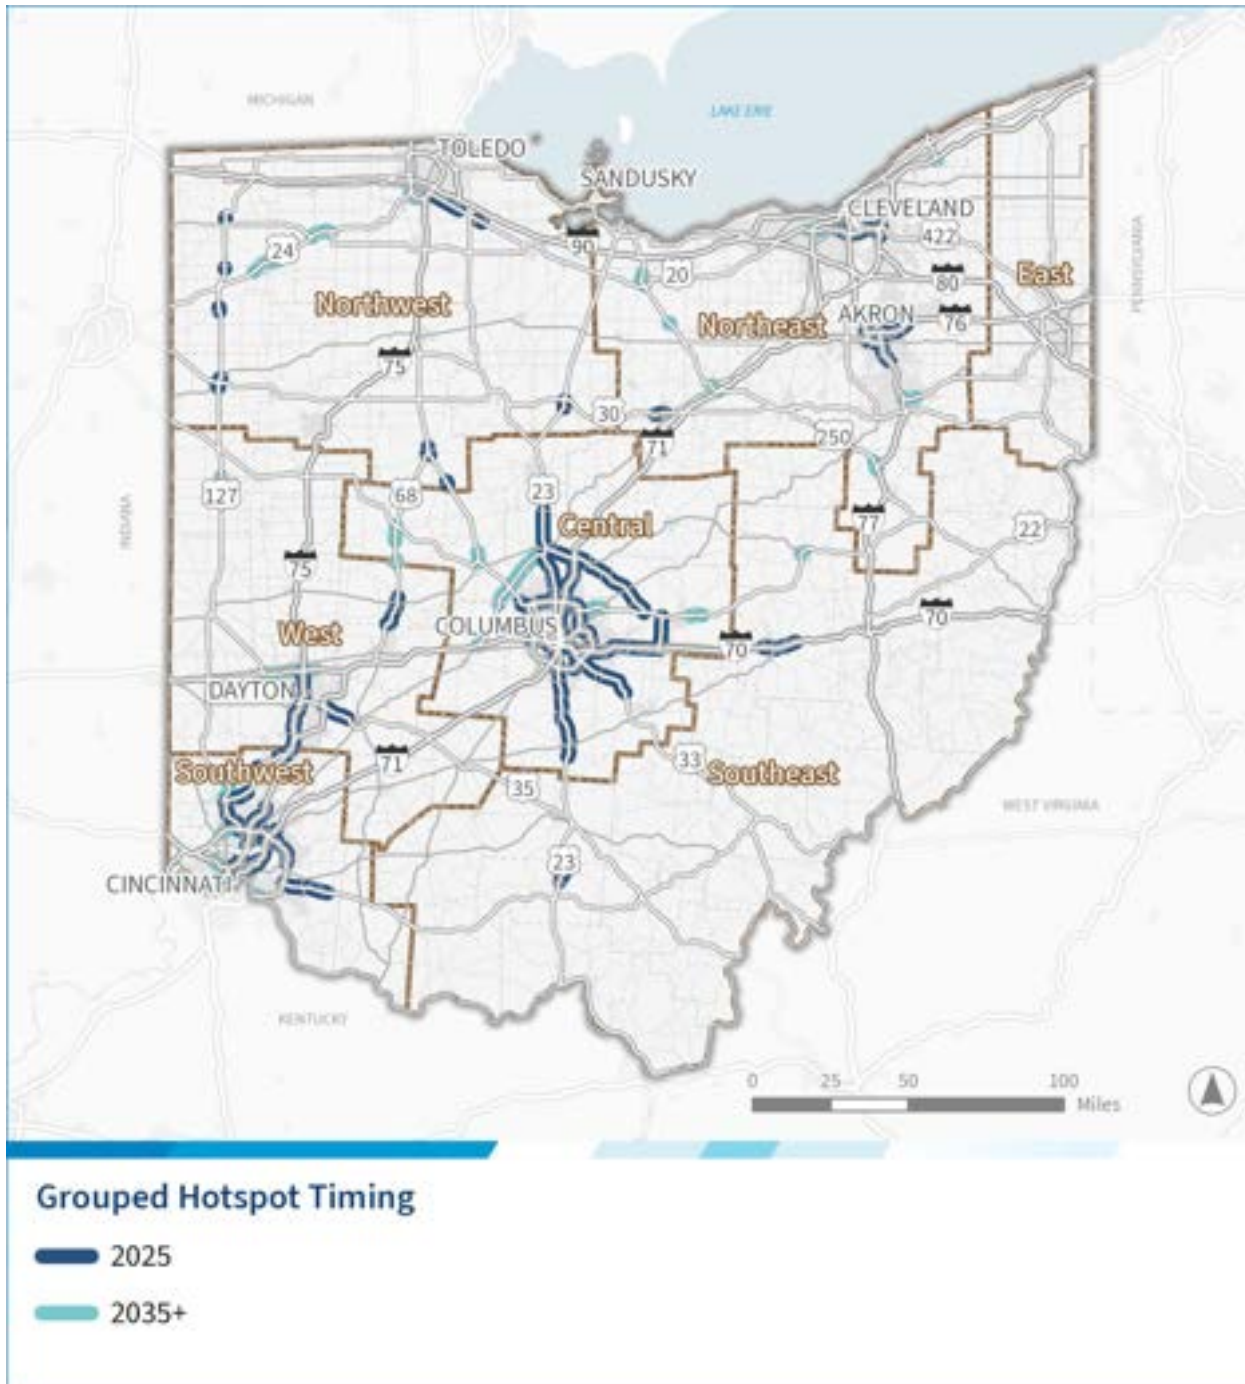 MICHIGAN
LAKE ERIE
TOLEDO
SANDUSKY
CLEVELAND
90
422
24
20
80
East
PENNSYLVANIA
Northwest
AKRON
76
Northeast
75
30
71
250
127
68
23
Central
77
22
INDIANA
75
West
COLUMBUS
70
70
DAYTON
71
33
Southwest
Southeast
35
WEST VIRGINIA
23
CINCINNATI
KENTUCKY
0 25 50 100
Miles
Grouped Hotspot Timing
2025
2035+